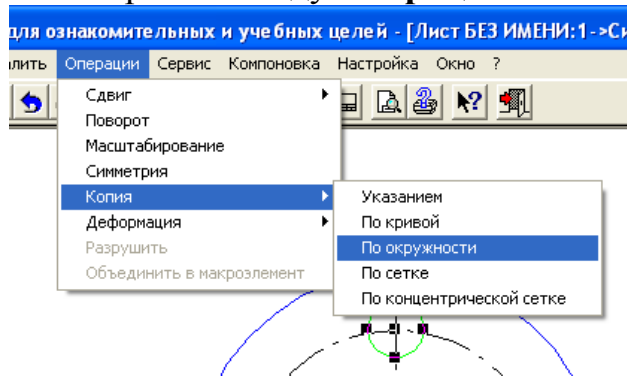 для ознакомительных и учебных целей - [Лист БЕЗ ИМЕНИ:1->Си
алить Операции Сервис Компоновка Настройка Окно ?
Сдвиг
Поворот
Масштабирование
Симметрия
Копия
Указанием
Деформация
По кривой
Разрушить
По окружности
Объединить в макроэлемент
По сетке
По концентрической сетке